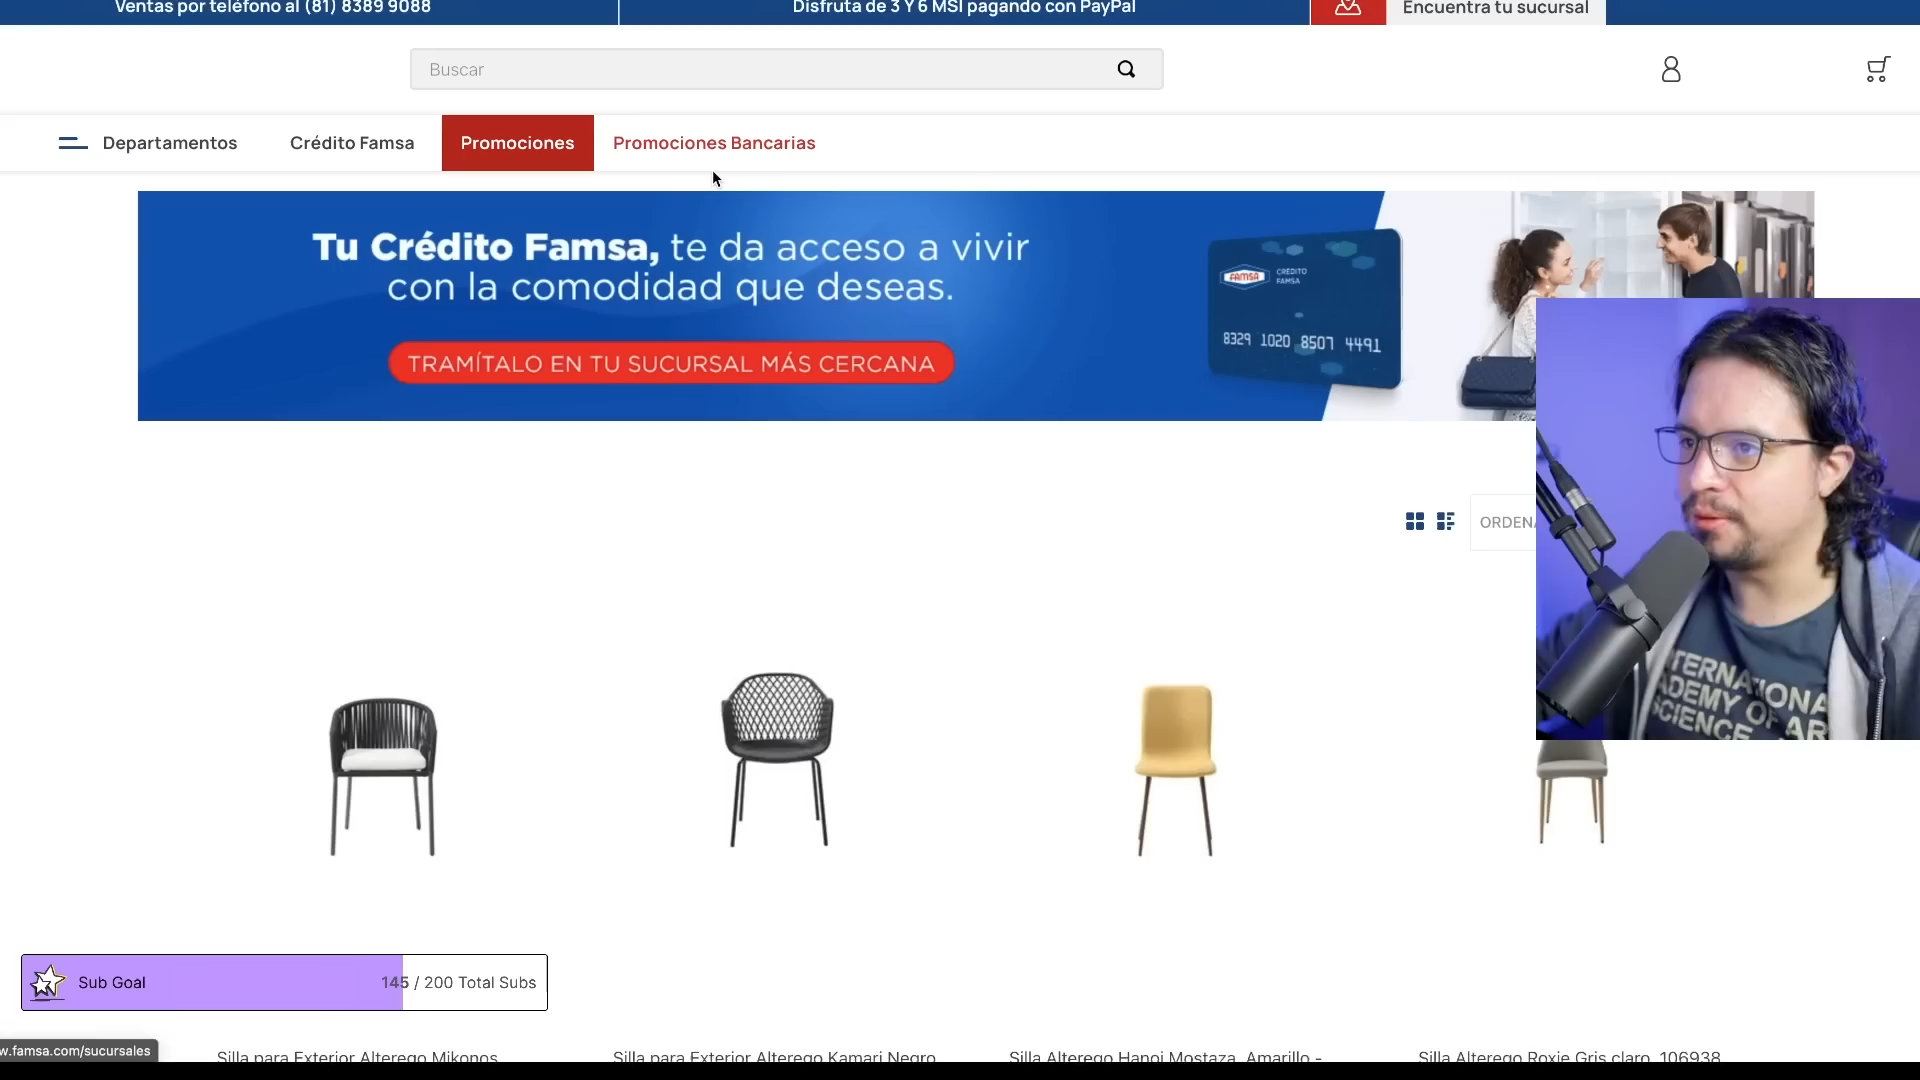 Ventas por teléfono al (81) 8389 9088
Disfruta de 3 Y 6 MSI pagando con PayPal
Encuentra tu sucursal
Buscar
Departamentos
Crédito Famsa
Promociones
Promociones Bancarias
Tu Crédito Famsa, te da acceso a vivir
con la comodidad que deseas.
TRAMÍTALO EN TU SUCURSAL MÁS CERCANA
FAMSA
CRÉDITO
FAMSA
8329 1020 8507 4491
Sub Goal
145 / 200 Total Subs
w.famsa.com/sucursales
Silla para Exterior Alterego Mikonos
Silla para Exterior Alterego Kamari Negro
Silla Alterego Hanoi Mostaza, Amarillo -
Silla Alterego Roxie Gris claro, 106938